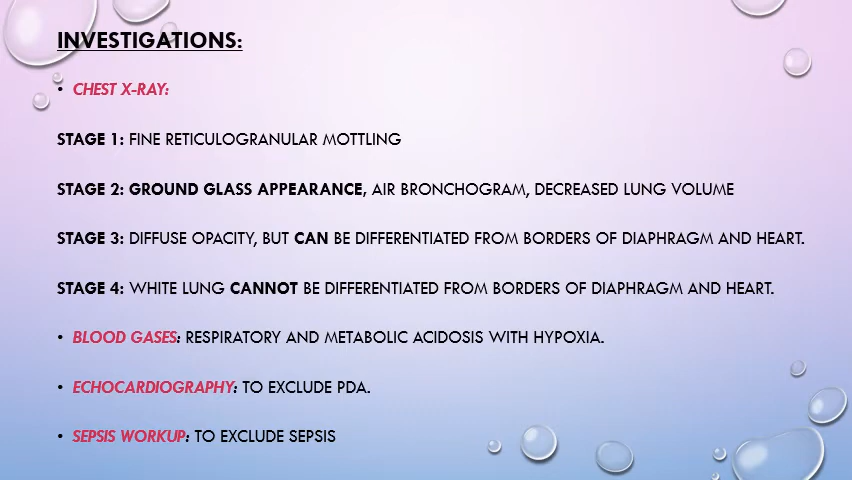 INVESTIGATIONS:
• CHEST X-RAY:
STAGE 1: FINE RETICULOGRANULAR MOTTLING
STAGE 2: GROUND GLASS APPEARANCE, AIR BRONCHOGRAM, DECREASED LUNG VOLUME
STAGE 3: DIFFUSE OPACITY, BUT CAN BE DIFFERENTIATED FROM BORDERS OF DIAPHRAGM AND HEART.
STAGE 4: WHITE LUNG CANNOT BE DIFFERENTIATED FROM BORDERS OF DIAPHRAGM AND HEART.
• BLOOD GASES: RESPIRATORY AND METABOLIC ACIDOSIS WITH HYPOXIA.
• ECHOCARDIOGRAPHY: TO EXCLUDE PDA.
• SEPSIS WORKUP: TO EXCLUDE SEPSIS